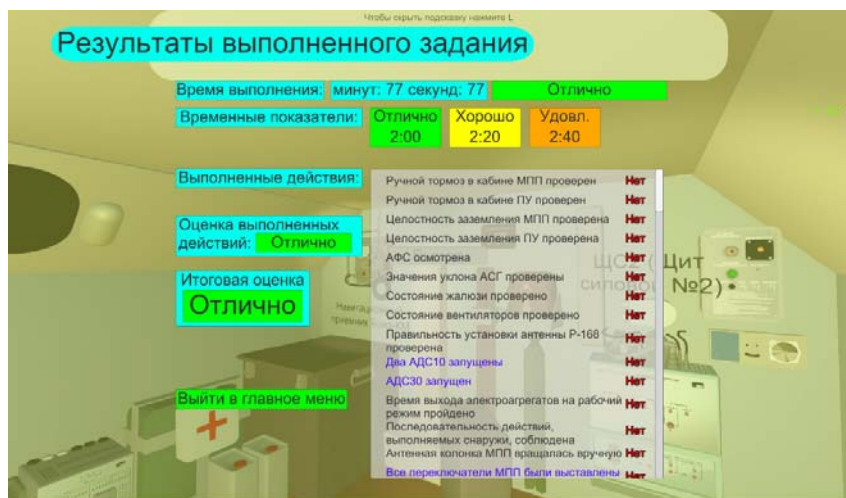 Чтобы скрыть подсказку нажмите L
Результаты выполненного задания
Время выполнения: минут: 77 секунд: 77 Отлично
Временные показатели: Отлично 2:00 Хорошо 2:20 Удовл. 2:40
Выполненные действия:
Ручной тормоз в кабине МПП проверен Нет
Ручной тормоз в кабине ПУ проверен Нет
Целостность заземления МПП проверена Нет
Целостность заземления ПУ проверена Нет
АФС осмотрена Нет
Значения уклона АСГ проверены Нет
Состояние жалюзи проверено Нет
Состояние вентиляторов проверено Нет
Правильность установки антенны Р-168
проверена Нет
Два АДС10 запущены Нет
АДС30 запущен Нет
Время выхода электроагрегатов на рабочий
режим пройдено Нет
Последовательность действий,
выполняемых снаружи, соблюдена Нет
Антенная колонка МПП вращалась вручную Нет
Все переключатели МПП были выставлены Нет
Оценка выполненных
действий: Отлично
Итоговая оценка
Отлично
Выйти в главное меню
ЩС2 (Щит
№2)